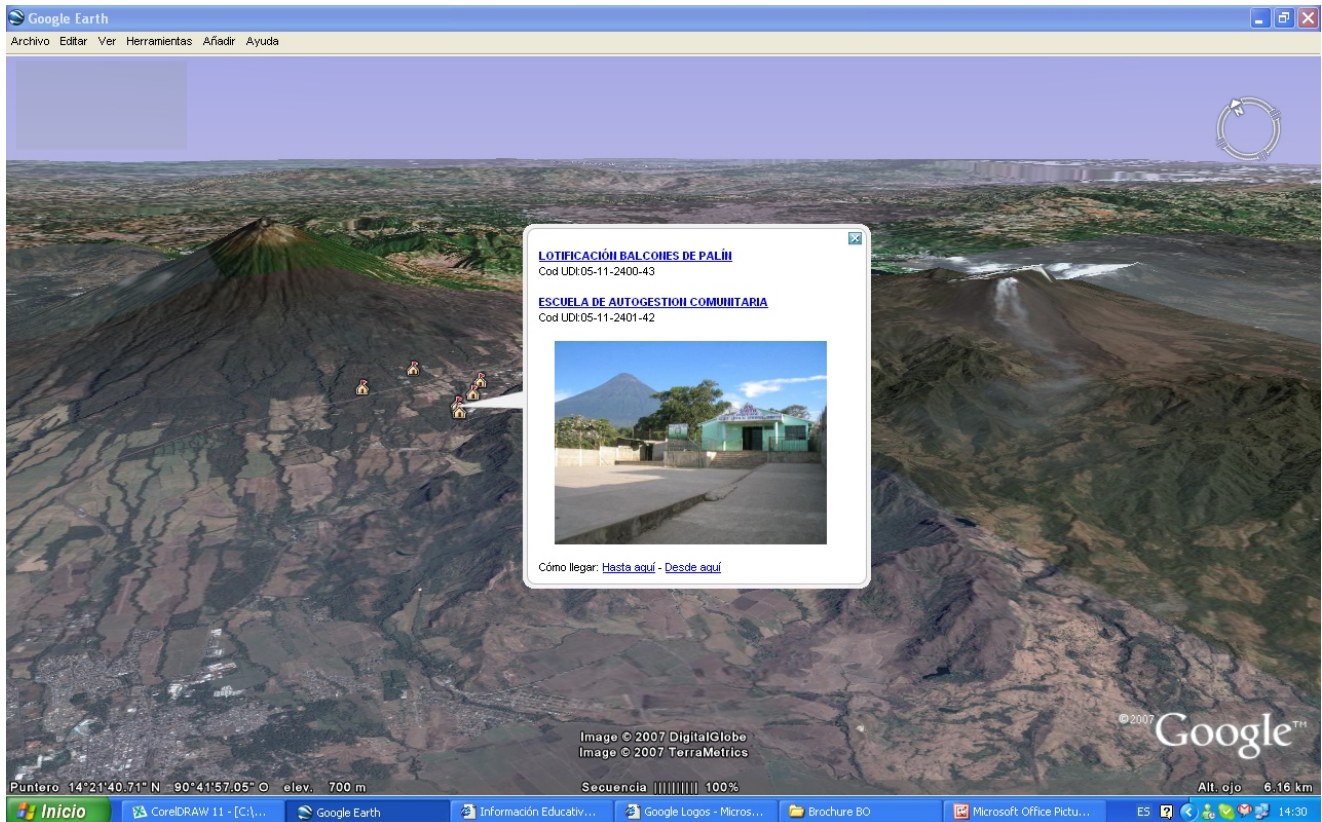 Google Earth
Archivo Editar Ver Herramientas Añadir Ayuda
N
LOTIFICACIÓN BALCONES DE PALÍN
Cod UDI:05-11-2400-43
ESCUELA DE AUTOGESTION COMUNITARIA
Cod UDI:05-11-2401-42
Cómo llegar: Hasta aquí - Desde aquí
©2007 Google™
Image © 2007 DigitalGlobe
Image © 2007 TerraMetrics
Puntero 14°21'40.71" N -90°41'57.05" O elev. 700 m Secuencia |||||||||| 100% Alt. ojo 6.16 km
Inicio CorelDRAW 11 - [C:\,... Google Earth Información Educativ... Google Logos - Micros... Brochure BO Microsoft Office Pictu... ES 14:30